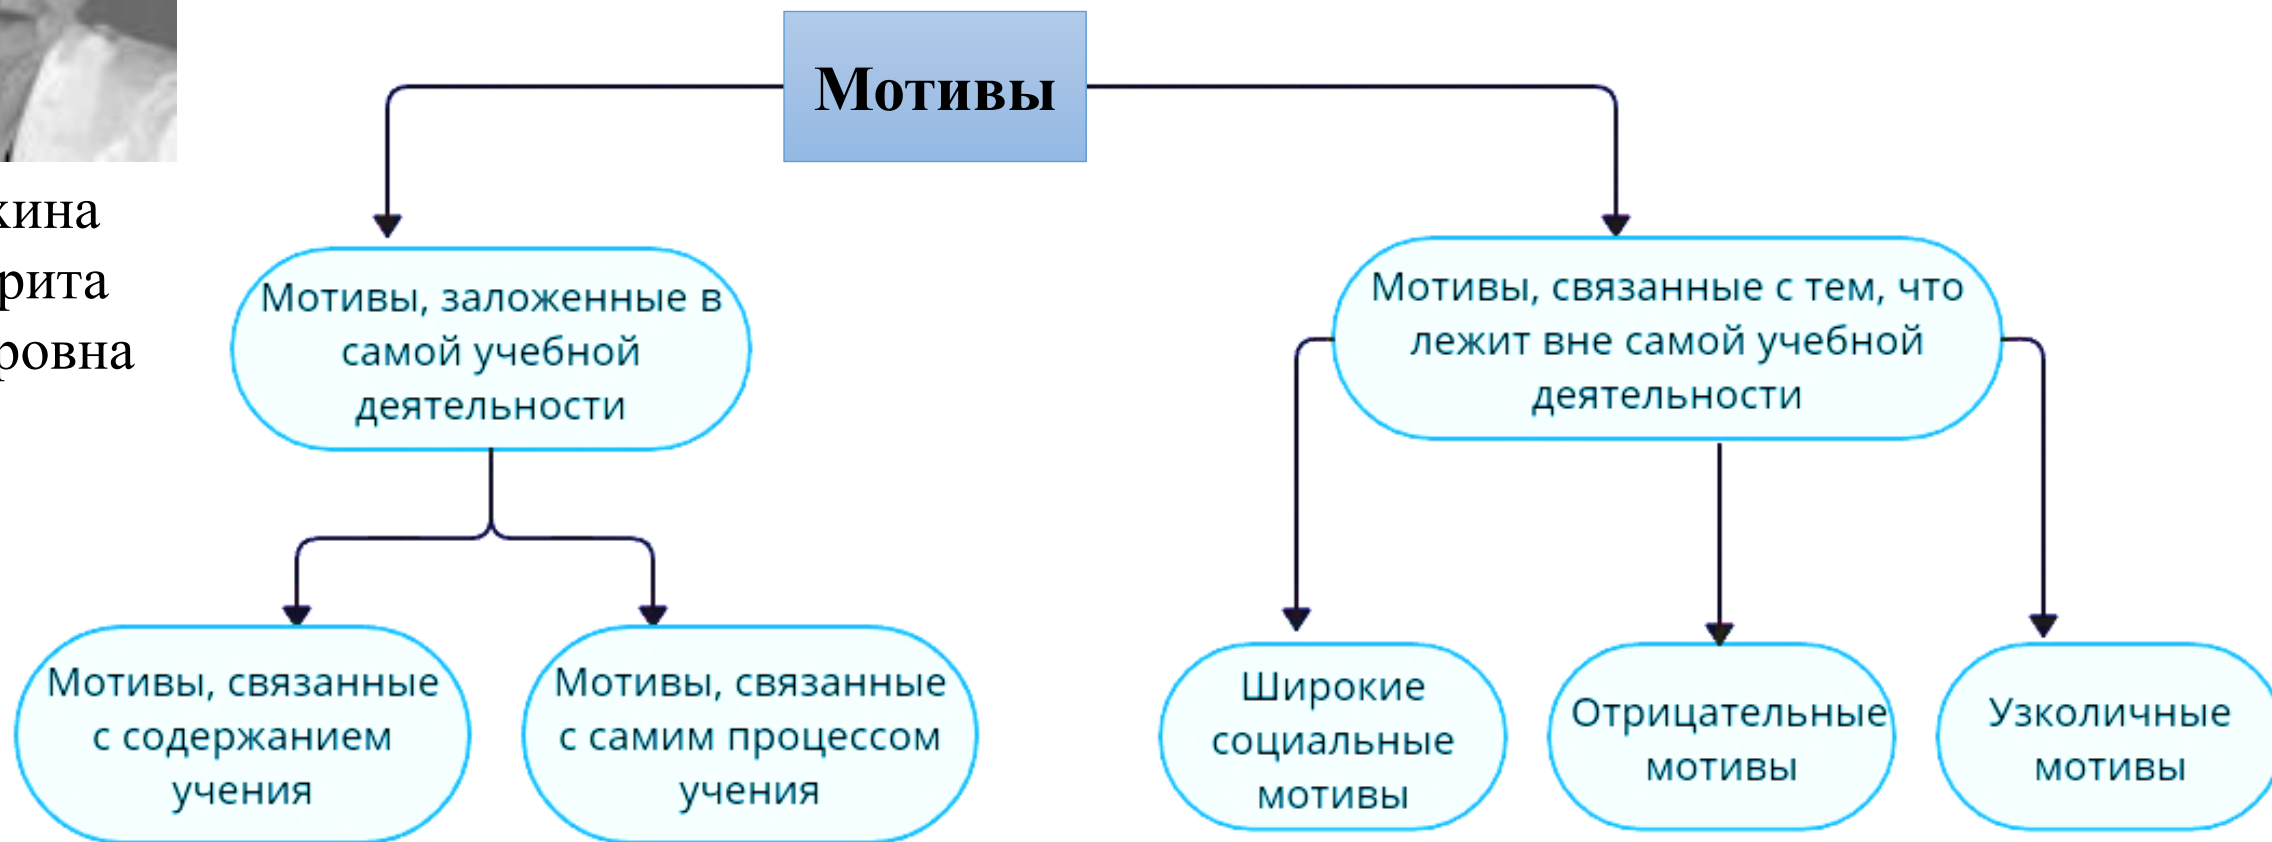 Мотивы
кина
рита
ровна
Мотивы, заложенные в
самой учебной
деятельности
Мотивы, связанные с тем, что
лежит вне самой учебной
деятельности
Мотивы, связанные
с содержанием
учения
Мотивы, связанные
с самим процессом
учения
Широкие
социальные
мотивы
Отрицательные
мотивы
Узколичные
мотивы